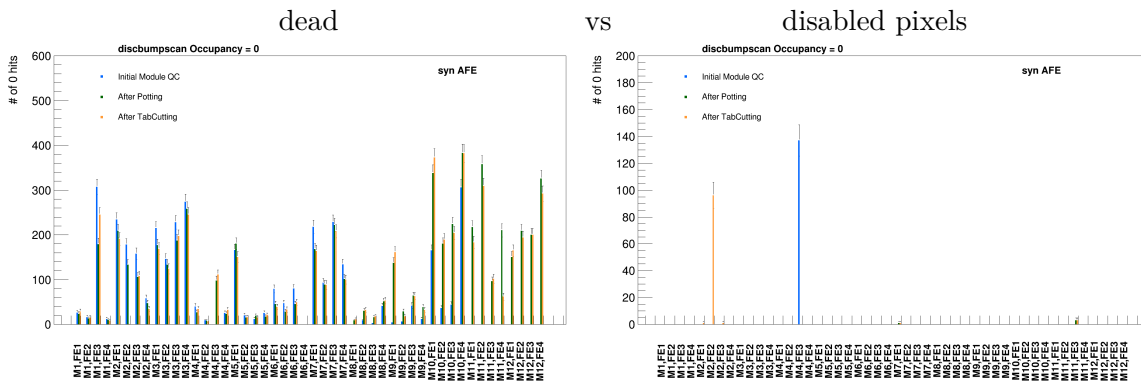 dead vs disabled pixels
discbumpscan Occupancy = 0
# of 0 hits
syn AFE
Initial Module QC
After Potting
After TabCutting
600
500
400
300
200
100
0
M1,FE1
M1,FE2
M1,FE3
M1,FE4
M2,FE1
M2,FE2
M2,FE3
M2,FE4
M3,FE1
M3,FE2
M3,FE3
M3,FE4
M4,FE1
M4,FE2
M4,FE3
M4,FE4
M5,FE1
M5,FE2
M5,FE3
M5,FE4
M6,FE1
M6,FE2
M6,FE3
M6,FE4
M7,FE1
M7,FE2
M7,FE3
M7,FE4
M8,FE1
M8,FE2
M8,FE3
M8,FE4
M9,FE1
M9,FE2
M9,FE3
M9,FE4
M10,FE1
M10,FE2
M10,FE3
M10,FE4
M11,FE1
M11,FE2
M11,FE3
M11,FE4
M12,FE1
M12,FE2
M12,FE3
M12,FE4
discbumpscan Occupancy = 0
# of 0 hits
syn AFE
Initial Module QC
After Potting
After TabCutting
200
180
160
140
120
100
80
60
40
20
0
M1,FE1
M1,FE2
M1,FE3
M1,FE4
M2,FE1
M2,FE2
M2,FE3
M2,FE4
M3,FE1
M3,FE2
M3,FE3
M3,FE4
M4,FE1
M4,FE2
M4,FE3
M4,FE4
M5,FE1
M5,FE2
M5,FE3
M5,FE4
M6,FE1
M6,FE2
M6,FE3
M6,FE4
M7,FE1
M7,FE2
M7,FE3
M7,FE4
M8,FE1
M8,FE2
M8,FE3
M8,FE4
M9,FE1
M9,FE2
M9,FE3
M9,FE4
M10,FE1
M10,FE2
M10,FE3
M10,FE4
M11,FE1
M11,FE2
M11,FE3
M11,FE4
M12,FE1
M12,FE2
M12,FE3
M12,FE4